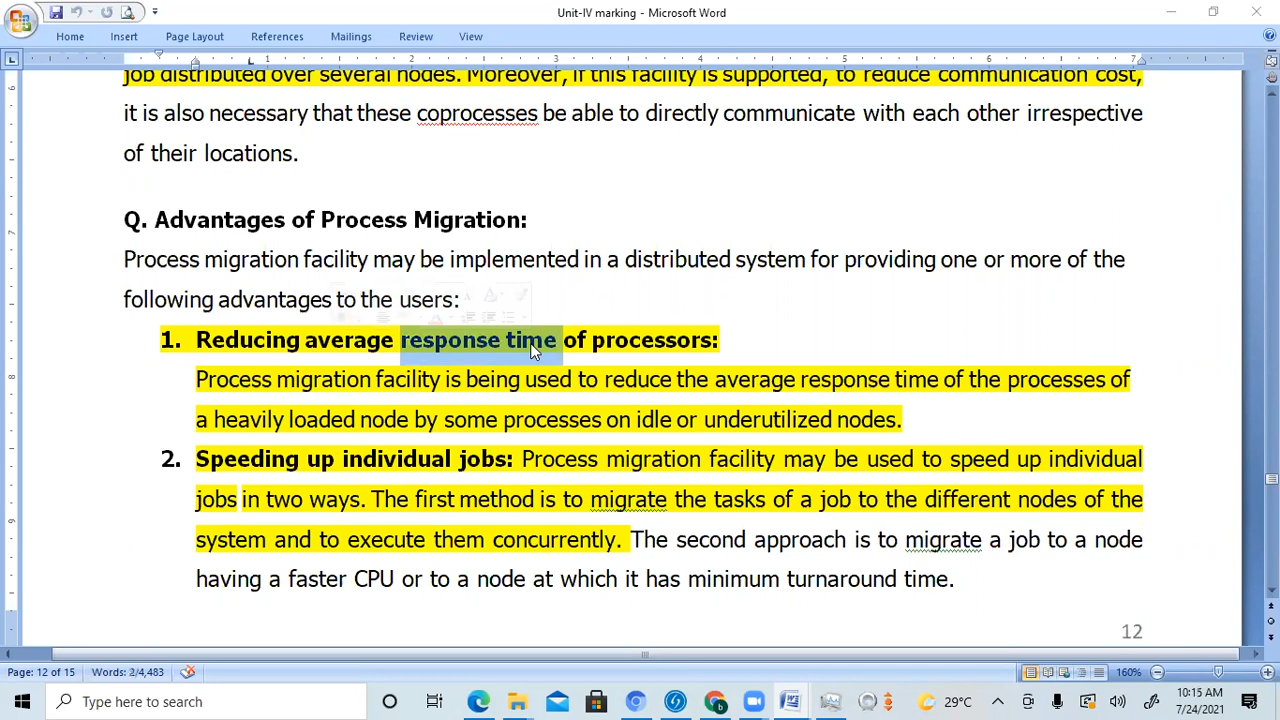 Unit-IV marking - Microsoft Word
Home Insert Page Layout References Mailings Review View
1 2 3 4 5 6 7
job distributed over several nodes. Moreover, if this facility is supported, to reduce communication cost,
it is also necessary that these coprocesses be able to directly communicate with each other irrespective
of their locations.
Q. Advantages of Process Migration:
Process migration facility may be implemented in a distributed system for providing one or more of the
following advantages to the users:
1. Reducing average response time of processors:
Process migration facility is being used to reduce the average response time of the processes of
a heavily loaded node by some processes on idle or underutilized nodes.
2. Speeding up individual jobs: Process migration facility may be used to speed up individual
jobs in two ways. The first method is to migrate the tasks of a job to the different nodes of the
system and to execute them concurrently. The second approach is to migrate a job to a node
having a faster CPU or to a node at which it has minimum turnaround time.
12
Page: 12 of 15 Words: 2/4,483 160%
Type here to search 29°C 10:15 AM
7/24/2021